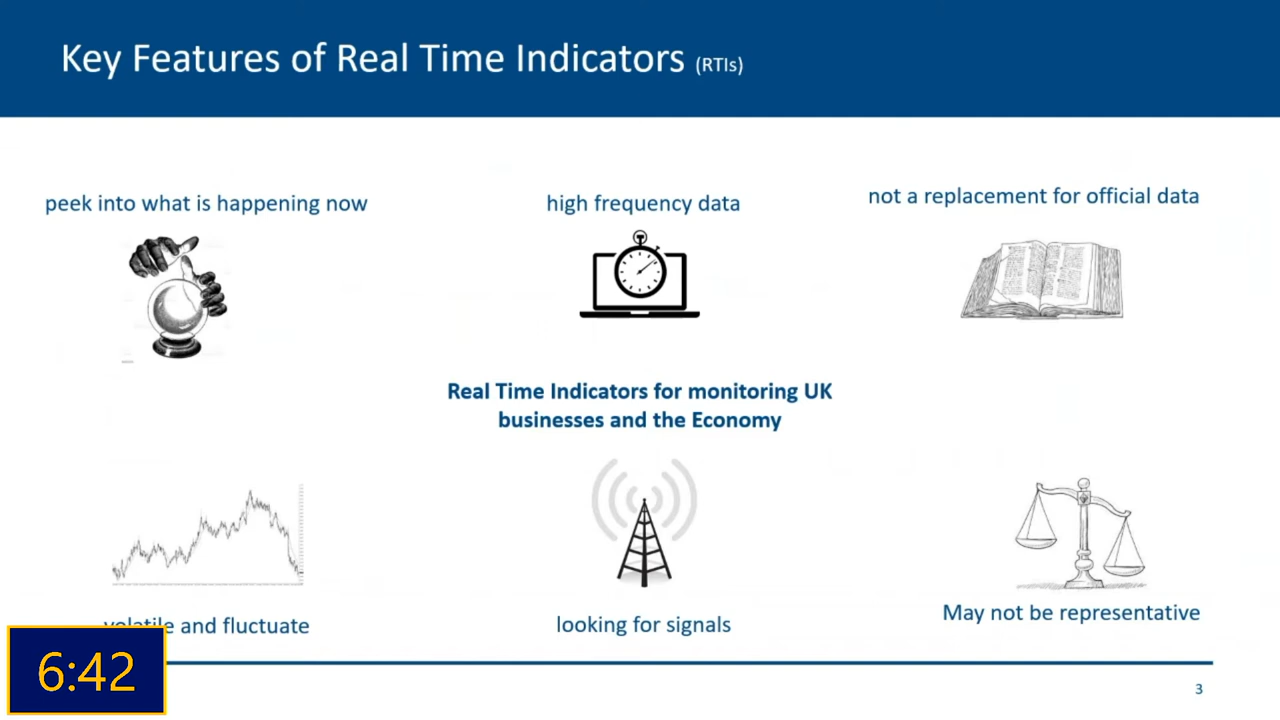 Key Features of Real Time Indicators (RTIs)
peek into what is happening now
high frequency data
not a replacement for official data
Real Time Indicators for monitoring UK
businesses and the Economy
volatile and fluctuate
looking for signals
May not be representative
6:42
3